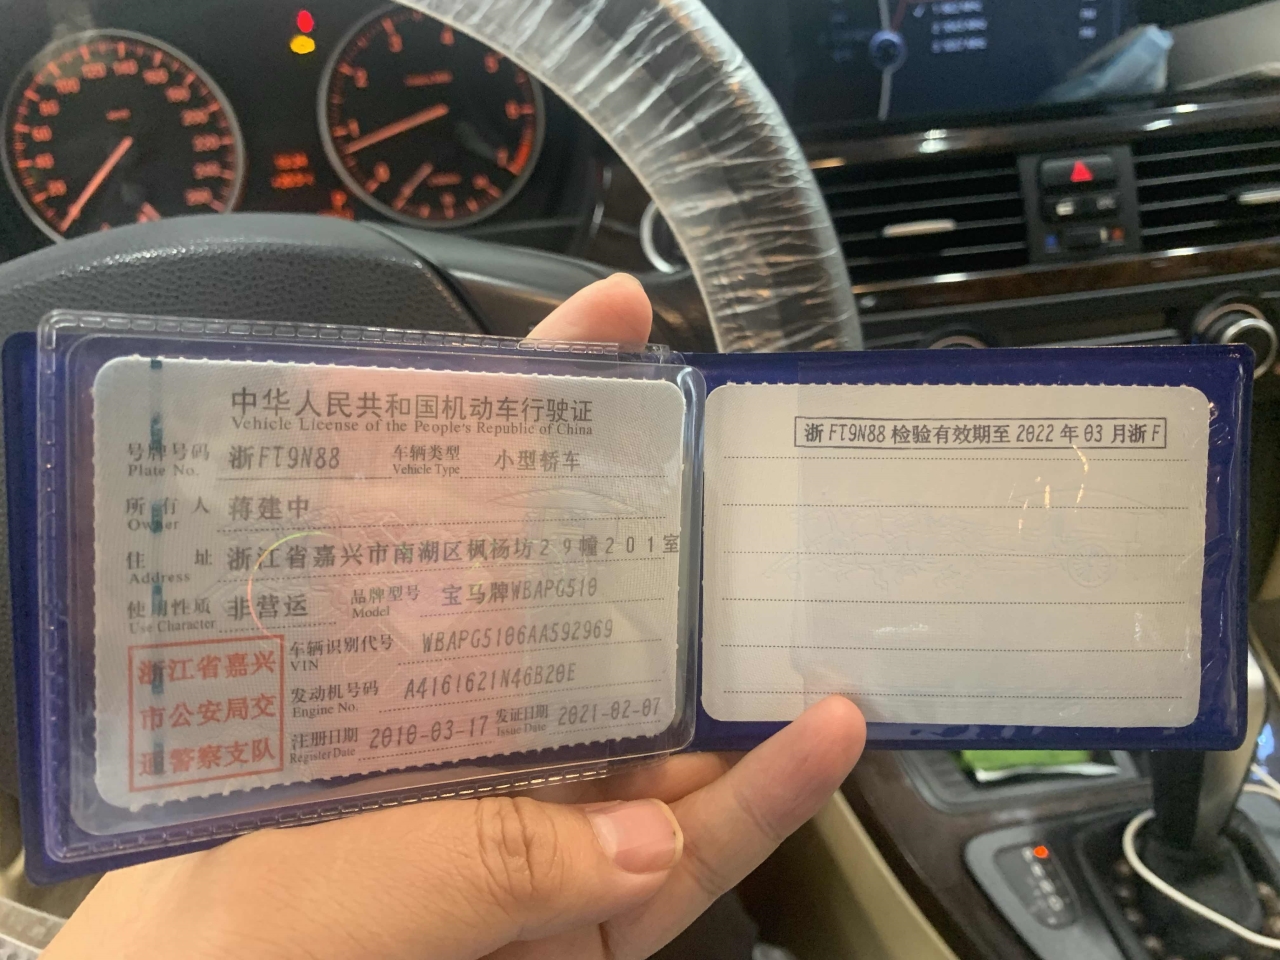 中华人民共和国机动车行驶证
Vehicle License of the People's Republic of China
号牌号码 浙FT9N88 车辆类型 小型轿车
Plate No. Vehicle Type
所有人 蒋建中
Owner
住址 浙江省嘉兴市南湖区枫杨坊29幢201室
Address
使用性质 非营运 品牌型号 宝马牌WBAPG510
Use Character Model
浙江省嘉兴
市公安局交
通警察支队
车辆识别代号 WBAPG5106AA592969
VIN
发动机号码 A4161621N46B20E
Engine No.
注册日期 2010-03-17 发证日期 2021-02-07
Register Date Issue Date
浙FT9N88检验有效期至2022年03月浙F